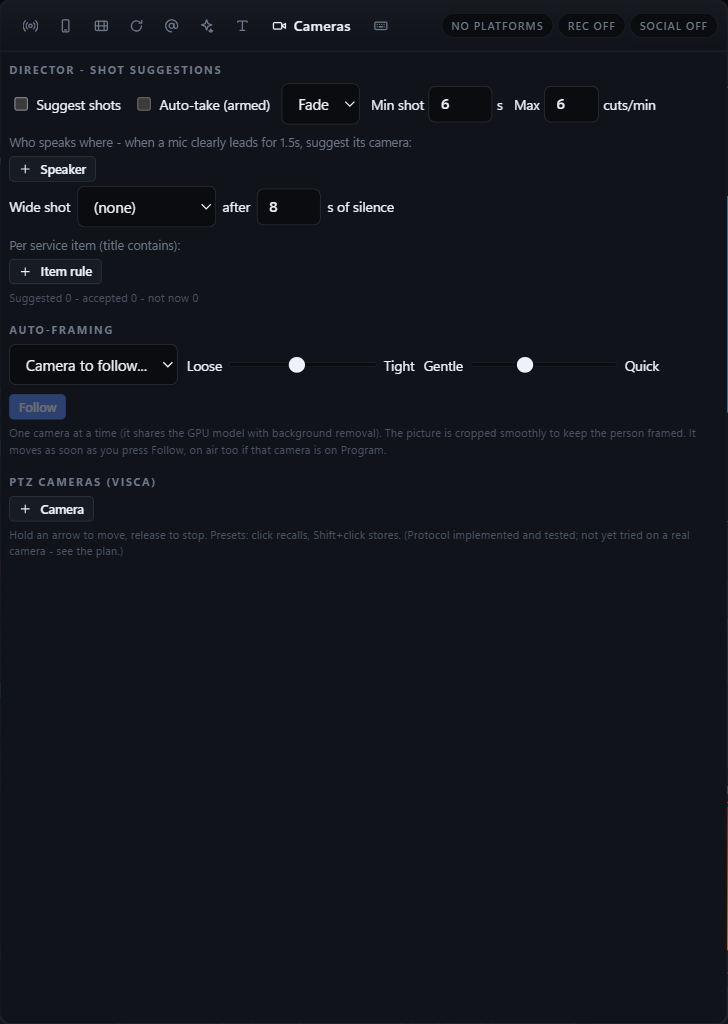 Cameras NO PLATFORMS REC OFF SOCIAL OFF
DIRECTOR - SHOT SUGGESTIONS
Suggest shots Auto-take (armed) Fade Min shot 6 s Max 6 cuts/min
Who speaks where - when a mic clearly leads for 1.5s, suggest its camera:
+ Speaker
Wide shot (none) after 8 s of silence
Per service item (title contains):
+ Item rule
Suggested 0 - accepted 0 - not now 0
AUTO-FRAMING
Camera to follow... Loose Tight Gentle Quick
Follow
One camera at a time (it shares the GPU model with background removal). The picture is cropped smoothly to keep the person framed. It
moves as soon as you press Follow, on air too if that camera is on Program.
PTZ CAMERAS (VISCA)
+ Camera
Hold an arrow to move, release to stop. Presets: click recalls, Shift+click stores. (Protocol implemented and tested; not yet tried on a real
camera - see the plan.)